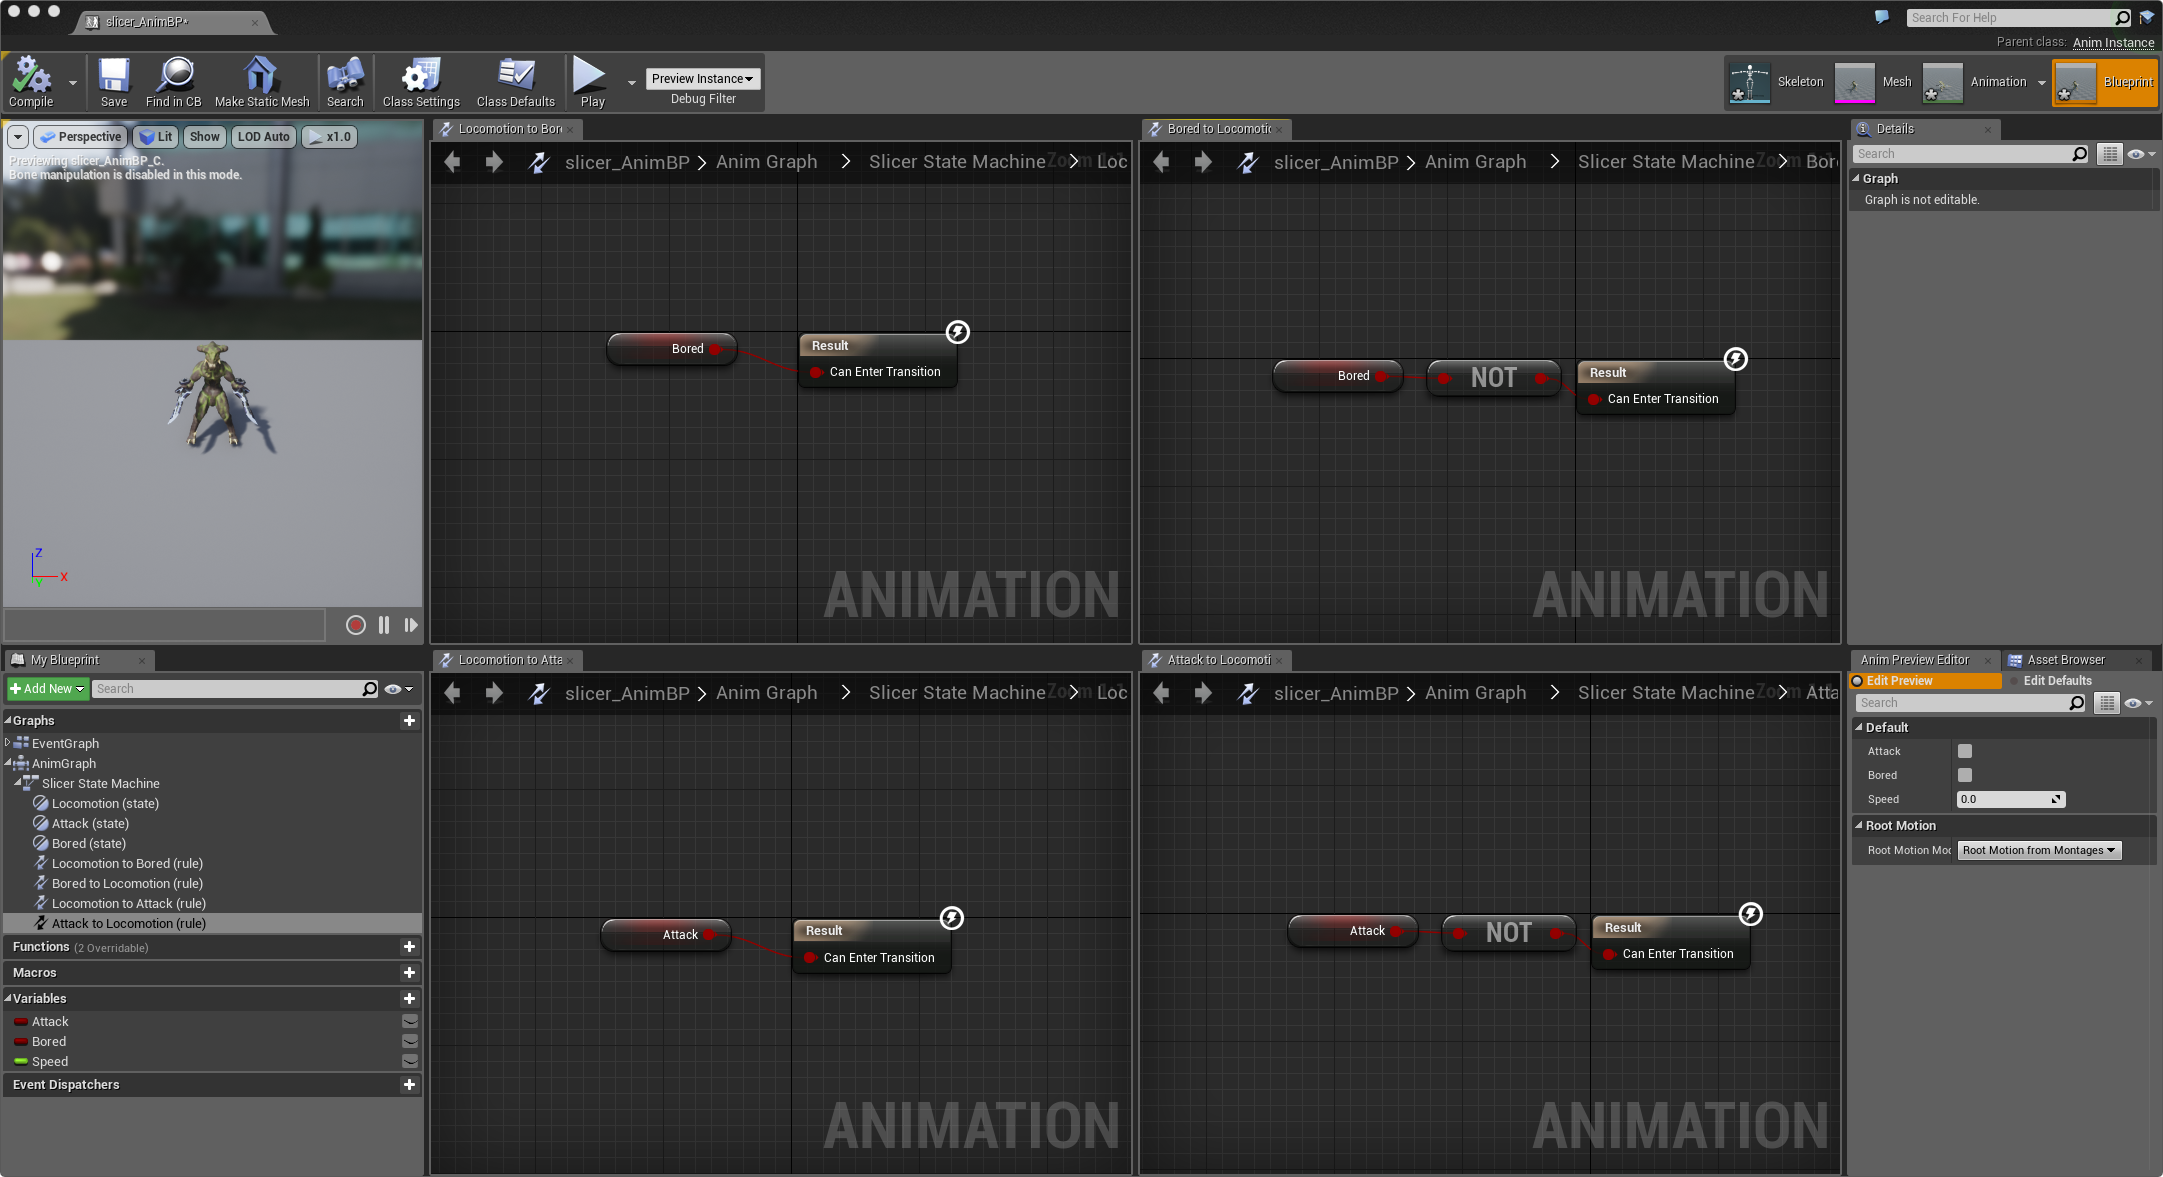 slicer_AnimBP*
Search For Help
Parent class: Anim Instance
Compile
Save
Find in CB
Make Static Mesh
Search
Class Settings
Class Defaults
Play
Preview Instance
Debug Filter
Skeleton
Mesh
Animation
Blueprint
Perspective
Lit
Show
LOD Auto
x1.0
Previewing slicer_AnimBP_C.
Bone manipulation is disabled in this mode.
Z
X
Y
Locomotion to Bor
slicer_AnimBP > Anim Graph > Slicer State Machine > Loc
Bored
Result
Can Enter Transition
ANIMATION
Bored to Locomotic
slicer_AnimBP > Anim Graph > Slicer State Machine > Bor
Bored
NOT
Result
Can Enter Transition
ANIMATION
Details
Search
Graph
Graph is not editable.
My Blueprint
Add New
Search
Graphs
EventGraph
AnimGraph
Slicer State Machine
Locomotion (state)
Attack (state)
Bored (state)
Locomotion to Bored (rule)
Bored to Locomotion (rule)
Locomotion to Attack (rule)
Attack to Locomotion (rule)
Functions (2 Overridable)
Macros
Variables
Attack
Bored
Speed
Event Dispatchers
Locomotion to Atta
slicer_AnimBP > Anim Graph > Slicer State Machine > Loc
Attack
Result
Can Enter Transition
ANIMATION
Attack to Locomoti
slicer_AnimBP > Anim Graph > Slicer State Machine > Atta
Attack
NOT
Result
Can Enter Transition
ANIMATION
Anim Preview Editor
Asset Browser
Edit Preview
Edit Defaults
Search
Default
Attack
Bored
Speed
0.0
Root Motion
Root Motion Moc
Root Motion from Montages